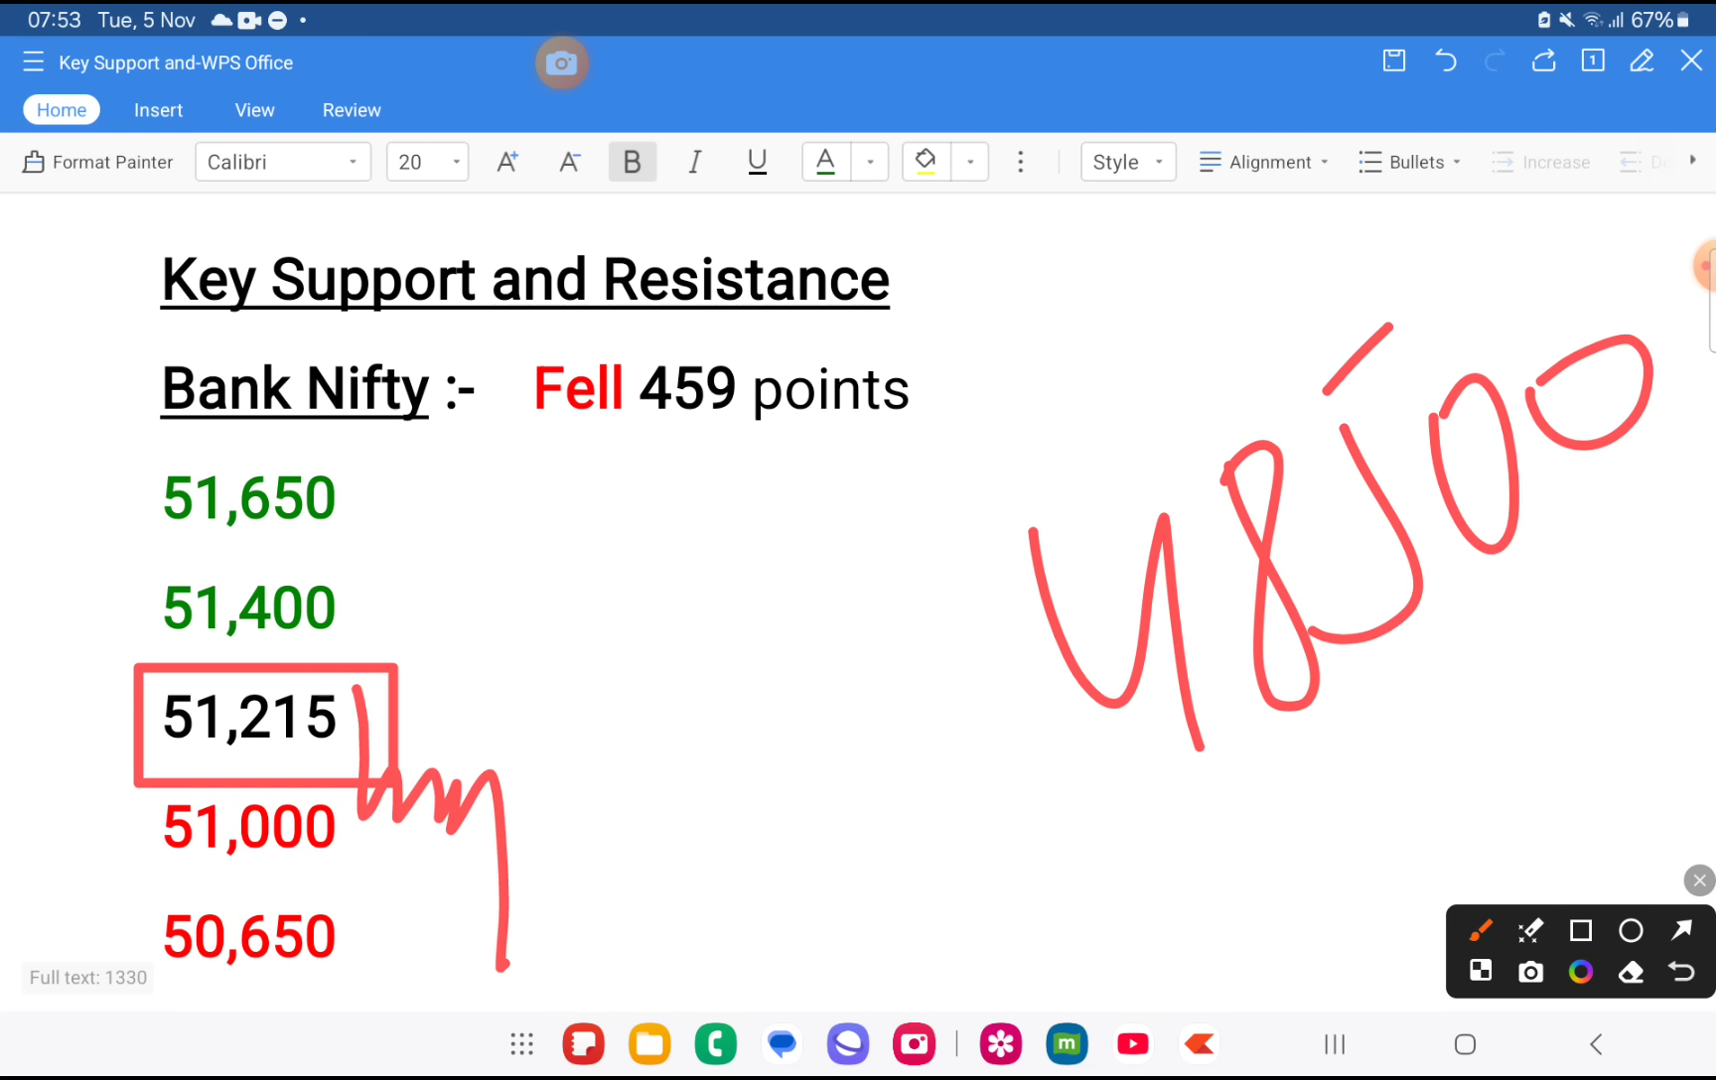 07:53 Tue, 5 Nov 67%
Key Support and-WPS Office
1
Home Insert View Review
Format Painter Calibri 20 A+ A- B I U A Style Alignment Bullets Increase
Key Support and Resistance
Bank Nifty :- Fell 459 points
51,650
51,400
51,215
51,000
50,650
48500
Full text: 1330
m